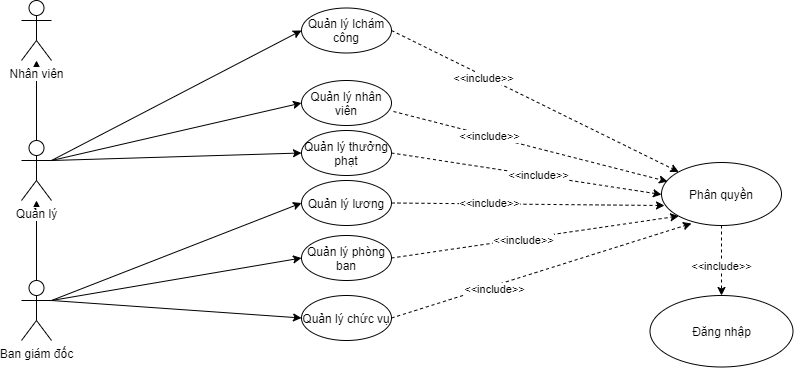 Quản lý lchám
công
Nhân viên
<<include>>
Quản lý nhân
viên
<<include>>
Quản lý thưởng
phạt
<<include>>
Phân quyền
Quản lý
Quản lý lương
<<include>>
<<include>>
Quản lý phòng
ban
<<include>>
<<include>>
Quản lý chức vụ
Đăng nhập
Ban giám đốc